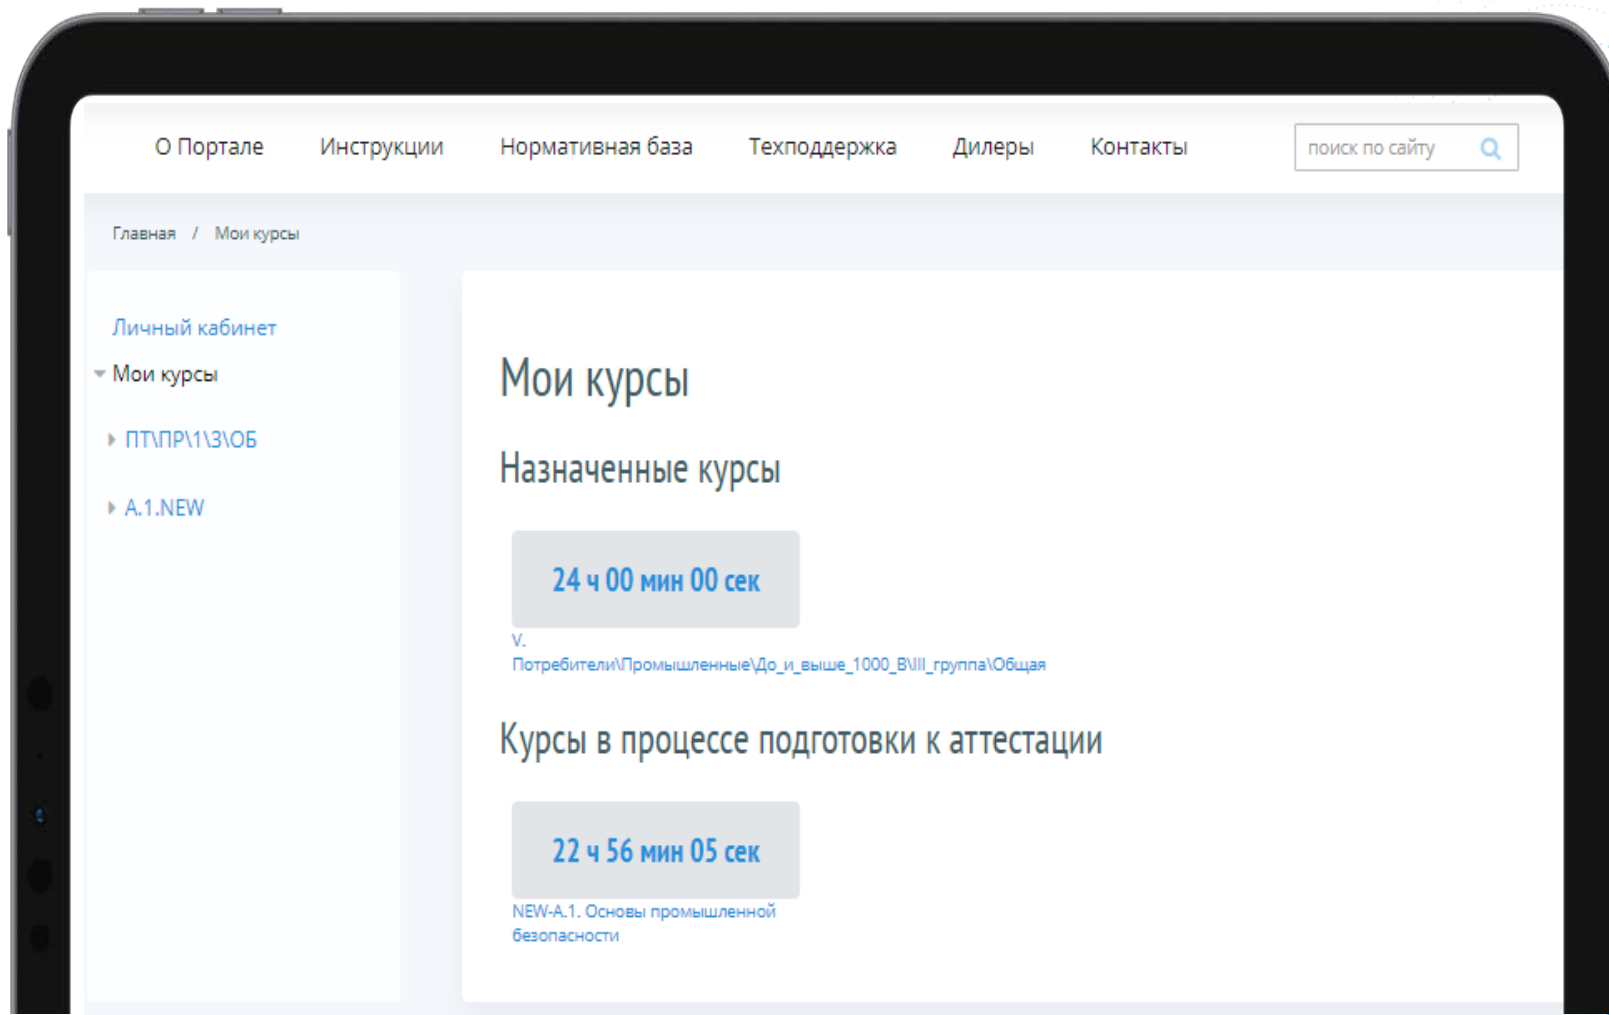 О Портале Инструкции Нормативная база Техподдержка Дилеры Контакты поиск по сайту
Главная / Мои курсы
Личный кабинет
Мои курсы
ПТ\ПР\1\3\ОБ
А.1.NEW
Мои курсы
Назначенные курсы
24 ч 00 мин 00 сек
V.
Потребители\Промышленные\До_и_выше_1000_В\III_группа\Общая
Курсы в процессе подготовки к аттестации
22 ч 56 мин 05 сек
NEW-А.1. Основы промышленной
безопасности